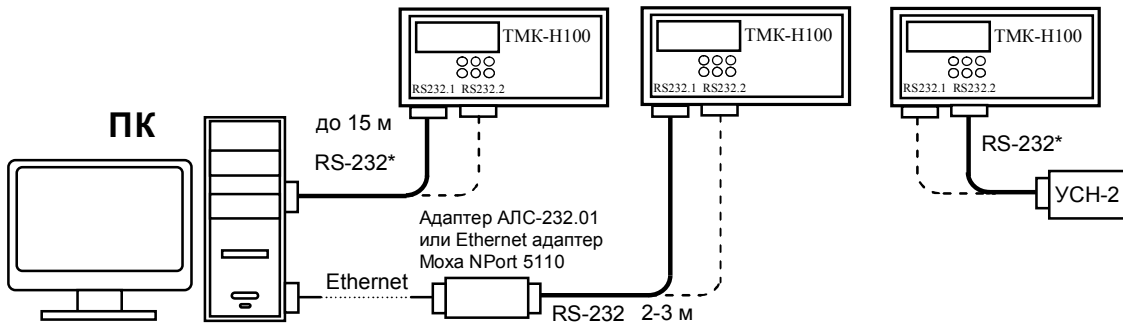 ТМК-Н100
RS232.1 RS232.2
ТМК-Н100
RS232.1 RS232.2
ТМК-Н100
RS232.1 RS232.2
ПК
до 15 м
RS-232*
RS-232*
УСН-2
Адаптер АЛС-232.01
или Ethernet адаптер
Moxa NPort 5110
Ethernet
RS-232 2-3 м